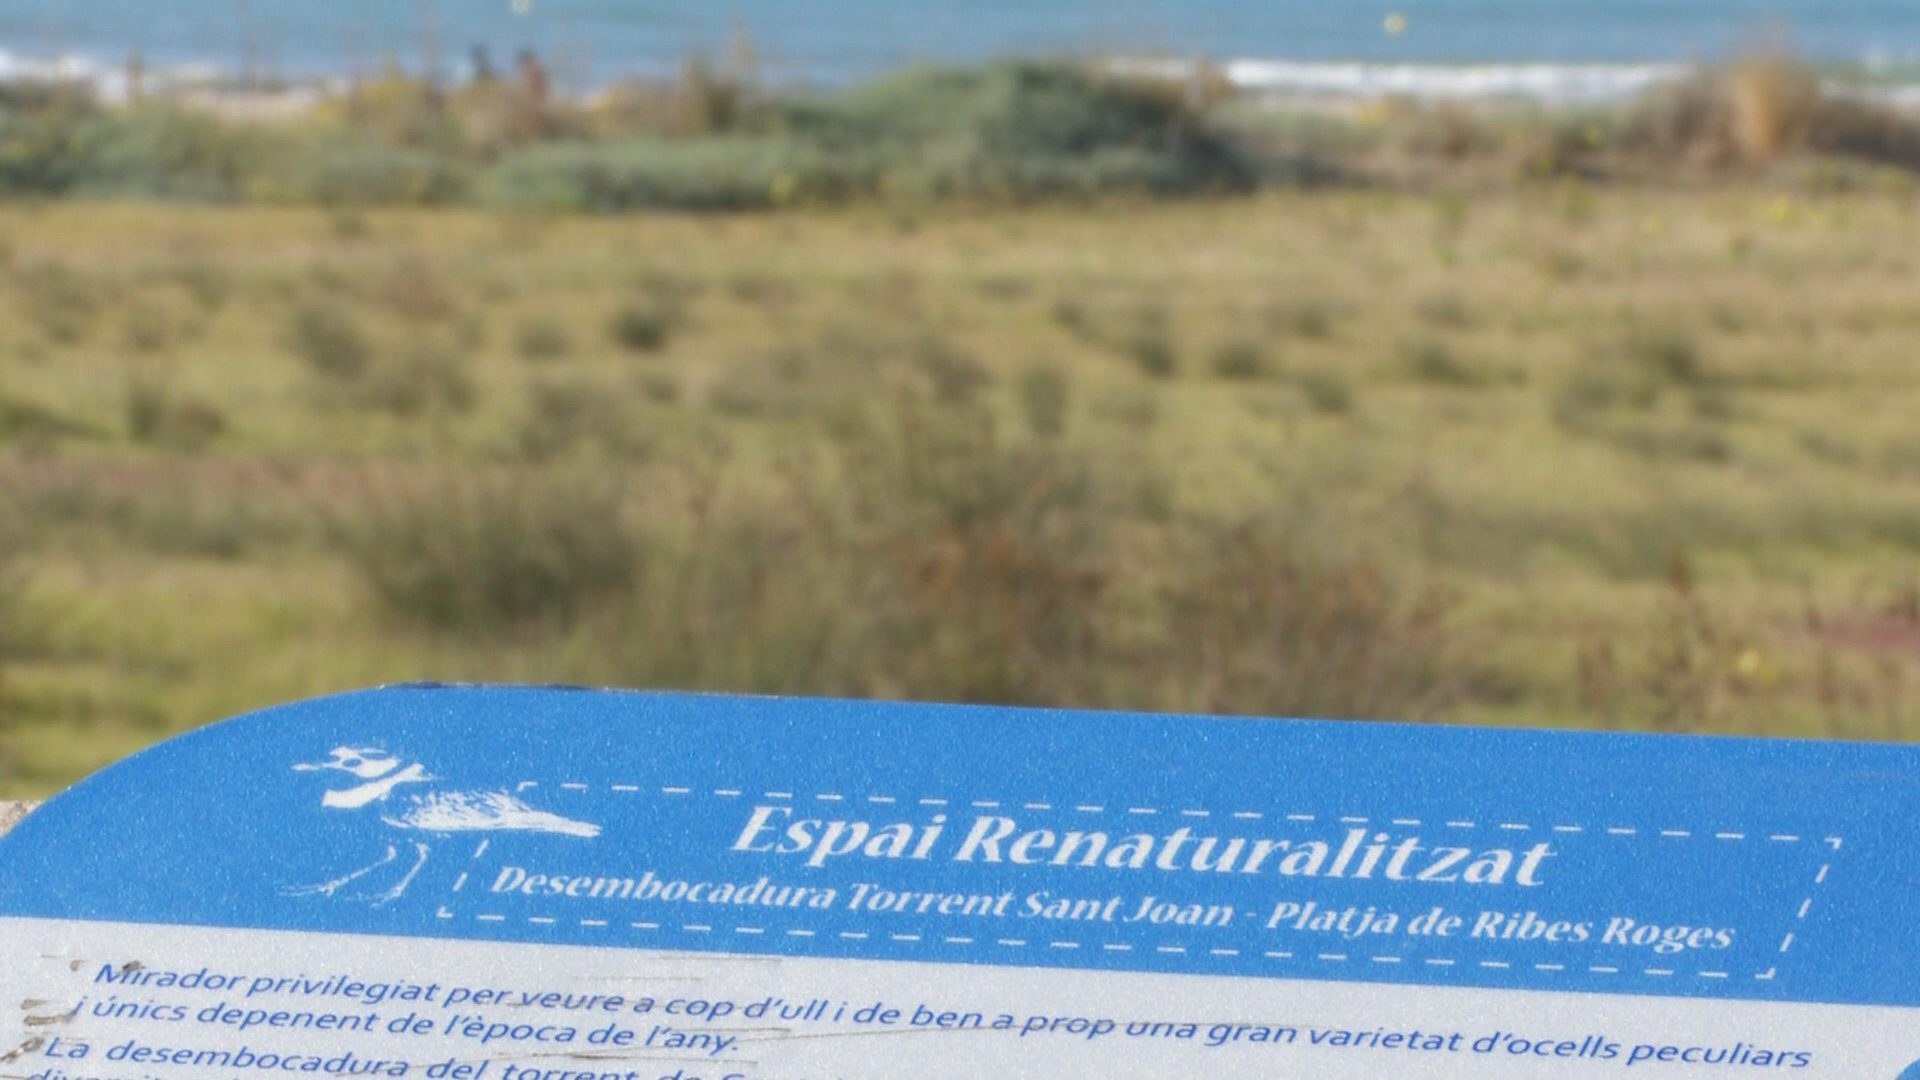 Espai Renaturalitzat
Desembocadura Torrent Sant Joan - Platja de Ribes Roges
Mirador privilegiat per veure a cop d'ull i de ben a prop una gran varietat d'ocells peculiars
i únics depenent de l'època de l'any.
La desembocadura del torrent de